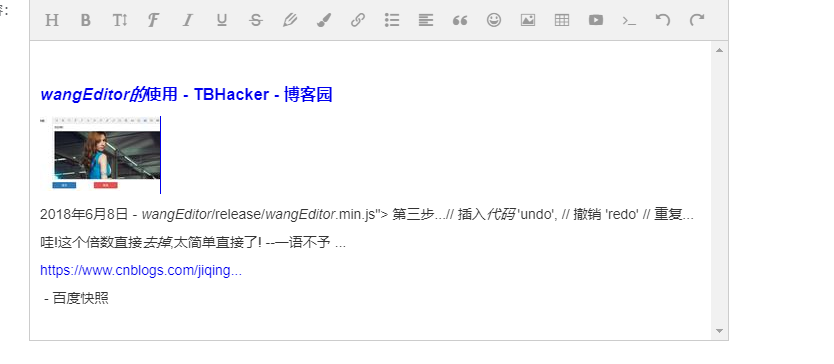 容：
wangEditor的使用 - TBHacker - 博客园
2018年6月8日 - wangEditor/release/wangEditor.min.js"> 第三步...// 插入代码 'undo', // 撤销 'redo' // 重复...
哇!这个倍数直接去掉,太简单直接了! --一语不予 ...
https://www.cnblogs.com/jiqing...
- 百度快照